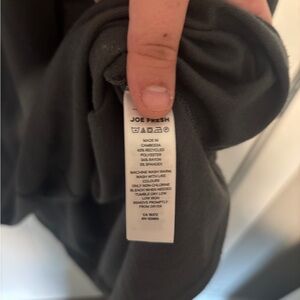 JOE FRESH
MADE IN
CAMBODIA
POLYESTER
RAYON
SPANDEX
MACHINE WASH WARM
WASH WITH LIKE
COLOURS
ONLY NON-CHLORINE
BLEACH WHEN NEEDED
TUMBLE DRY LOW
LOW IRON
REMOVE PROMPTLY
FROM DRYER